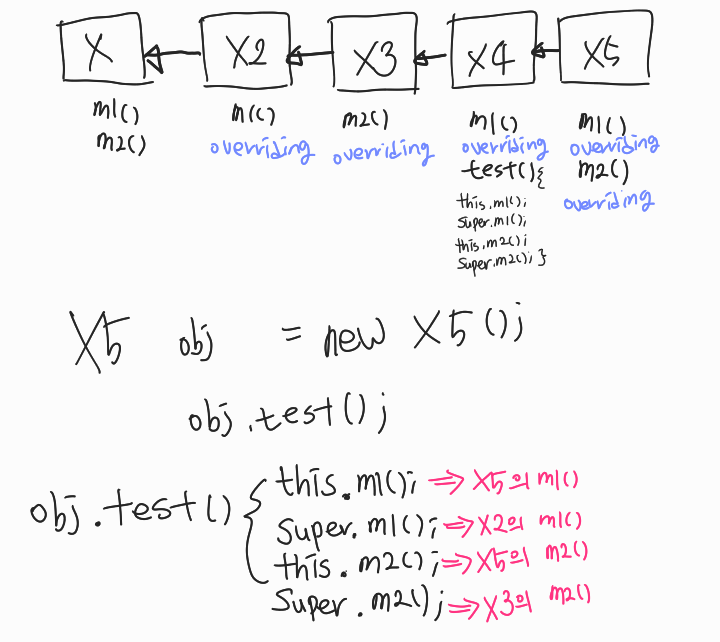 X X2 X3 X4 X5
m1() m1() m2() m1() m1()
m2() overriding overriding overriding overriding
test(){ m2()
this.m1(); overriding
super.m1();
this.m2();
super.m2(); }
X5 obj = new X5();
obj.test();
obj.test() { this.m1(); ⇒ X5의 m1()
super.m1(); ⇒ X2의 m1()
this.m2(); ⇒ X5의 m2()
super.m2(); ⇒ X3의 m2()